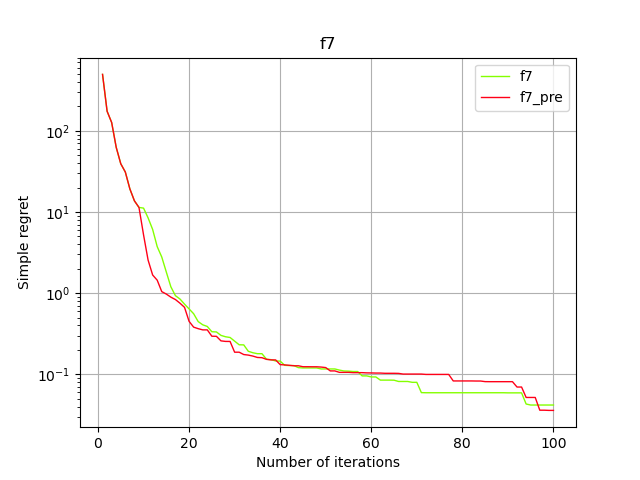 f7
f7
f7_pre
Simple regret
10²
10¹
10⁰
10⁻¹
0 20 40 60 80 100
Number of iterations